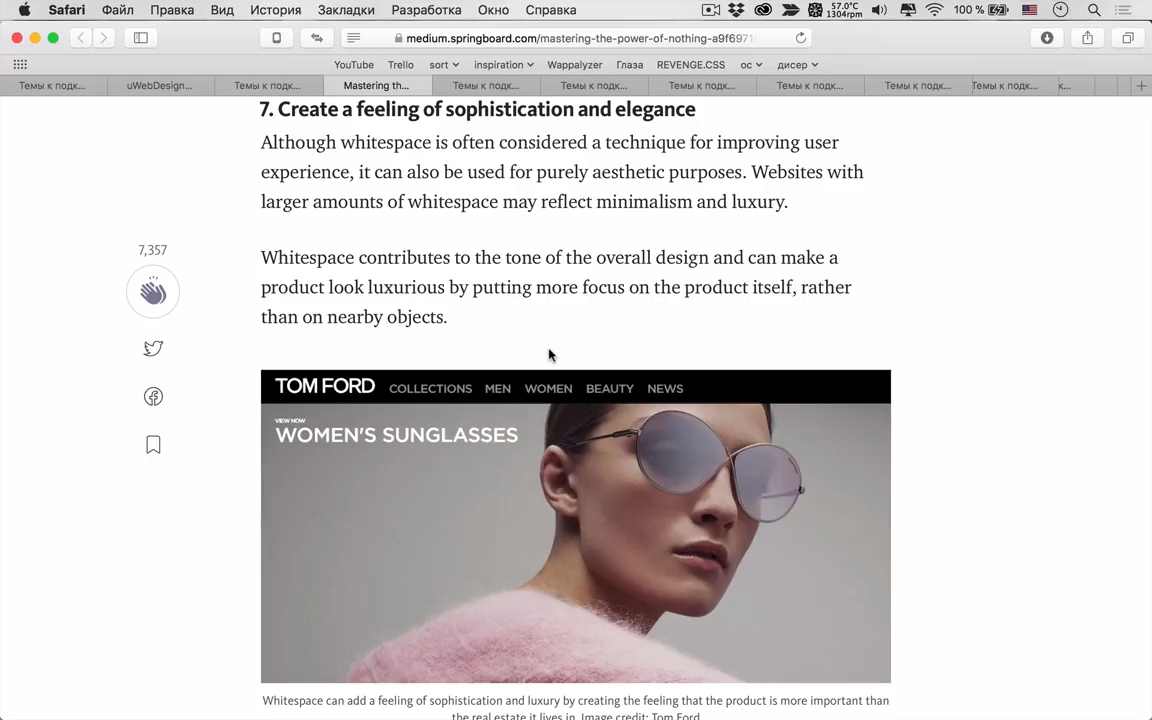 Safari Файл Правка Вид История Закладки Разработка Окно Справка 57.0°C 1304rpm 100 %
medium.springboard.com/mastering-the-power-of-nothing-a9f6971
YouTube Trello sort inspiration Wappalyzer Глаза REVENGE.CSS ос дисер
Темы к подк... uWebDesign... Темы к подк... Mastering th... Темы к подк... Темы к подк... Темы к подк... Темы к подк... Темы к подк... Темы к подк... к...
7. Create a feeling of sophistication and elegance
Although whitespace is often considered a technique for improving user
experience, it can also be used for purely aesthetic purposes. Websites with
larger amounts of whitespace may reflect minimalism and luxury.
7,357
Whitespace contributes to the tone of the overall design and can make a
product look luxurious by putting more focus on the product itself, rather
than on nearby objects.
TOM FORD COLLECTIONS MEN WOMEN BEAUTY NEWS
VIEW NOW
WOMEN'S SUNGLASSES
Whitespace can add a feeling of sophistication and luxury by creating the feeling that the product is more important than
the real estate it lives in. Image credit: Tom Ford